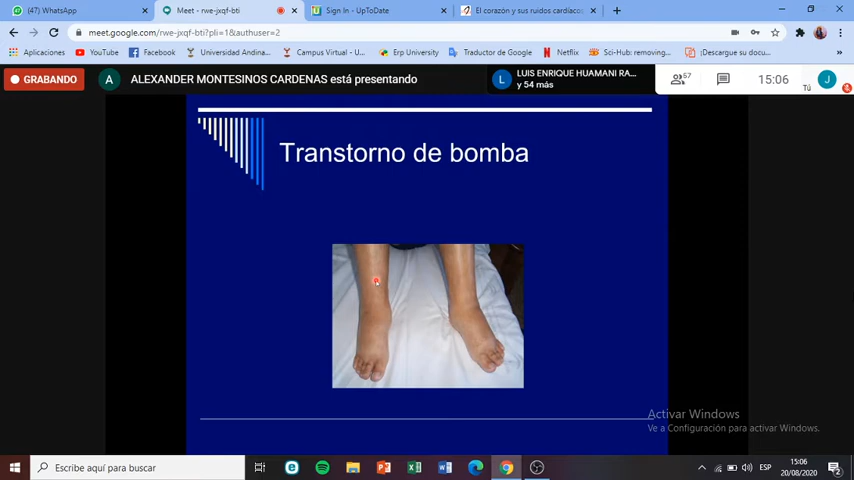 (47) WhatsApp
Meet - rwe-jxqf-bti
Sign In - UpToDate
El corazón y sus ruidos cardíacos
meet.google.com/rwe-jxqf-bti?pli=1&authuser=2
Aplicaciones
YouTube
Facebook
Universidad Andina...
Campus Virtual - U...
Erp University
Traductor de Google
Netflix
Sci-Hub: removing...
¡Descargue su docu...
GRABANDO
A
ALEXANDER MONTESINOS CARDENAS está presentando
L
LUIS ENRIQUE HUAMANI RA...
y 54 más
57
15:06
J
Tú
Transtorno de bomba
Activar Windows
Ve a Configuración para activar Windows.
Escribe aquí para buscar
ESP
15:06
20/08/2020
2